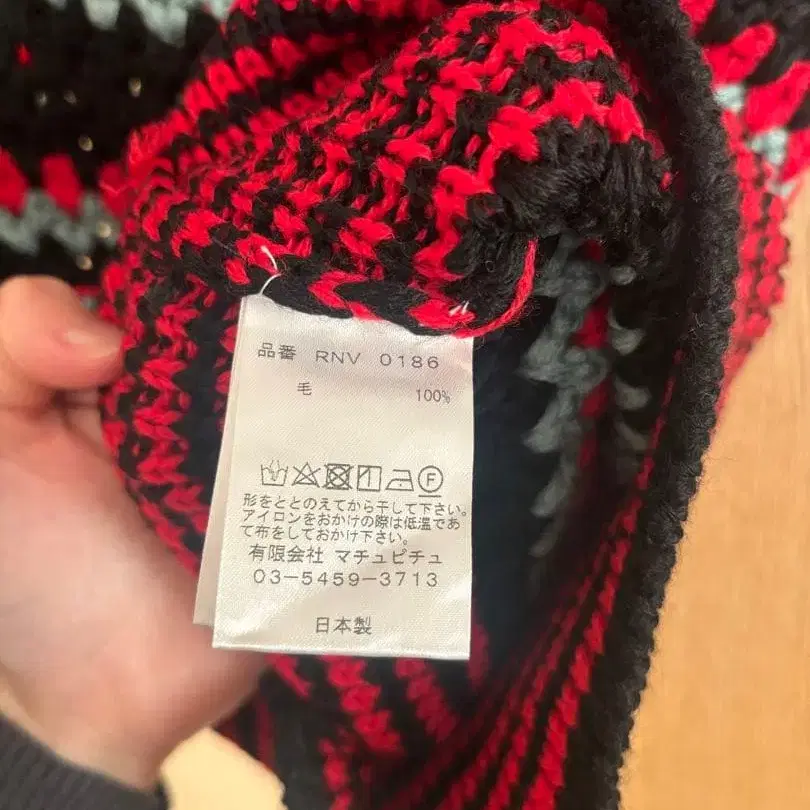 品番 RNV 0186
毛 100%
F
形をととのえてから干して下さい。
アイロンをおかけの際は低温であ
て布をしておかけ下さい。
有限会社 マチュピチュ
03-5459-3713
日本製